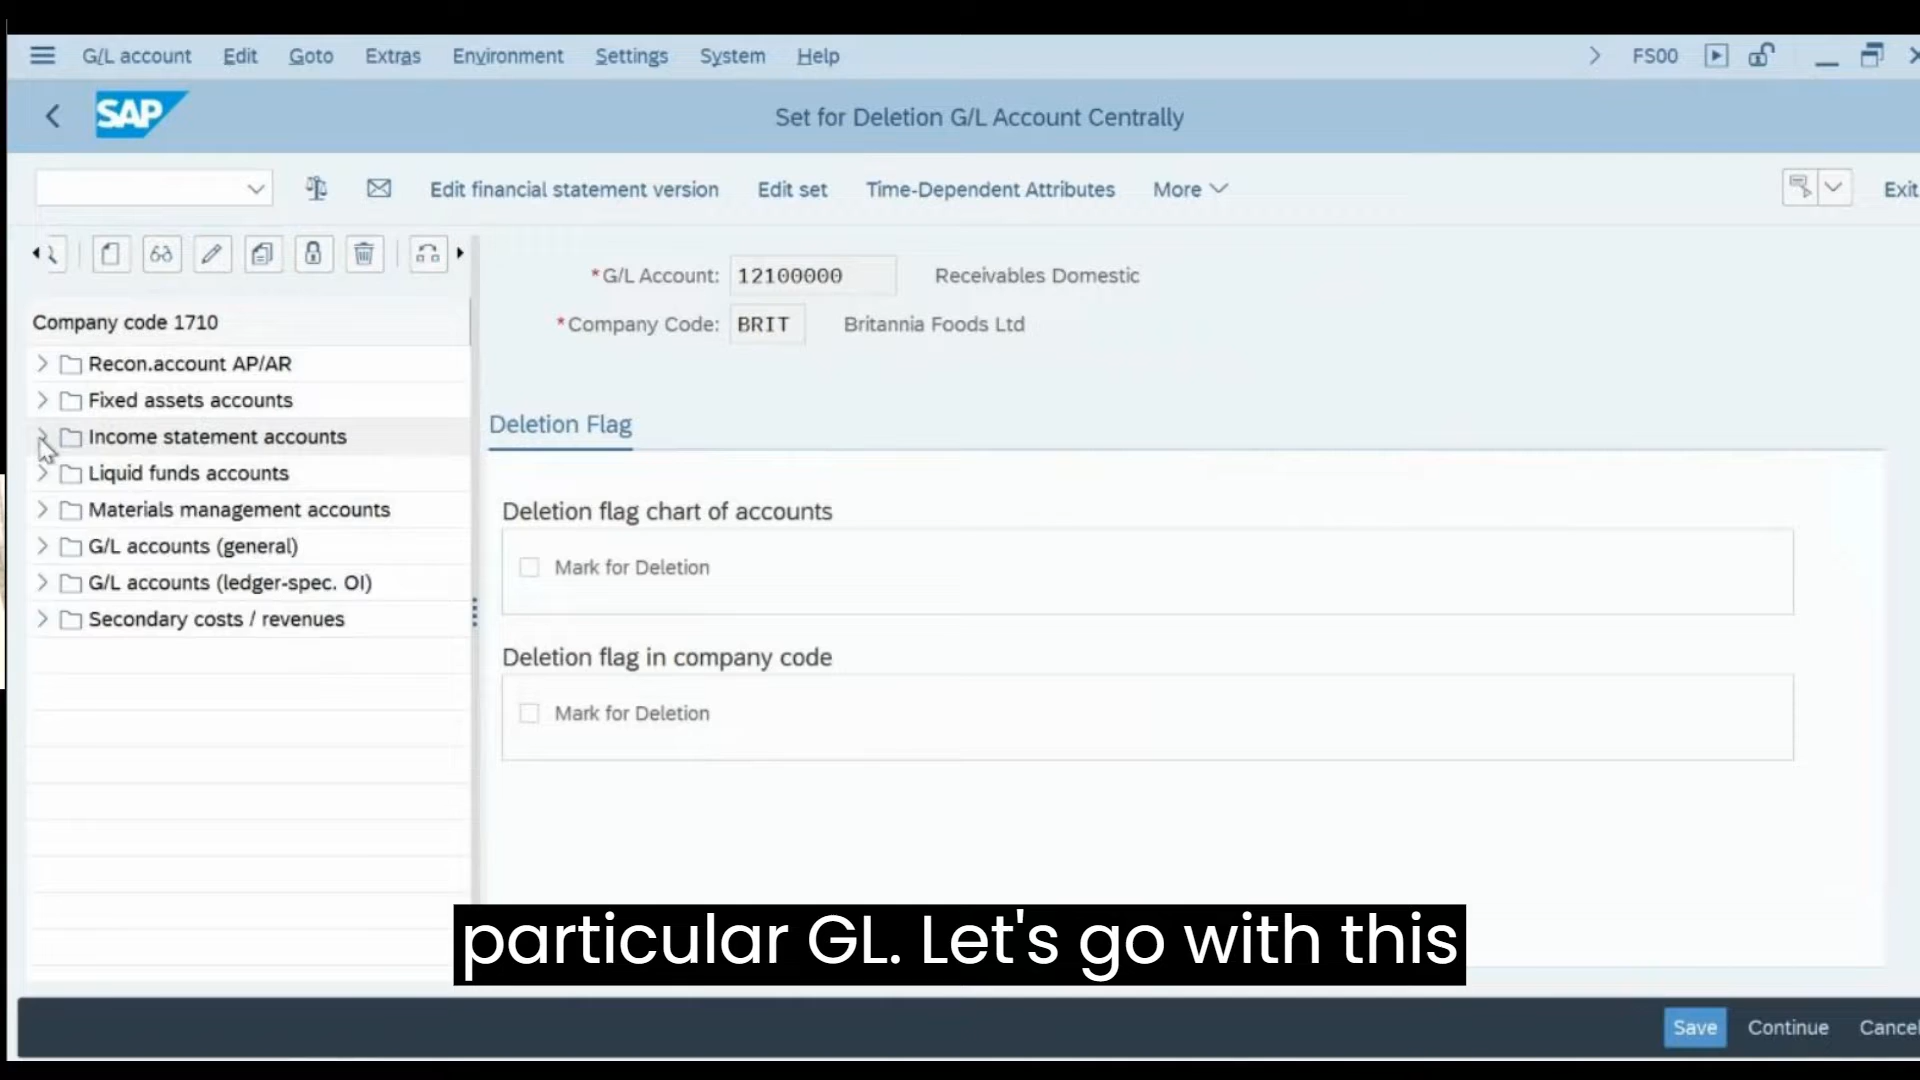 G/L account Edit Goto Extras Environment Settings System Help FS00
SAP Set for Deletion G/L Account Centrally
Edit financial statement version Edit set Time-Dependent Attributes More Exit
*G/L Account: 12100000 Receivables Domestic
*Company Code: BRIT Britannia Foods Ltd
Company code 1710
Recon.account AP/AR
Fixed assets accounts
Income statement accounts
Liquid funds accounts
Materials management accounts
G/L accounts (general)
G/L accounts (ledger-spec. OI)
Secondary costs / revenues
Deletion Flag
Deletion flag chart of accounts
Mark for Deletion
Deletion flag in company code
Mark for Deletion
particular GL. Let's go with this
Save Continue Cancel